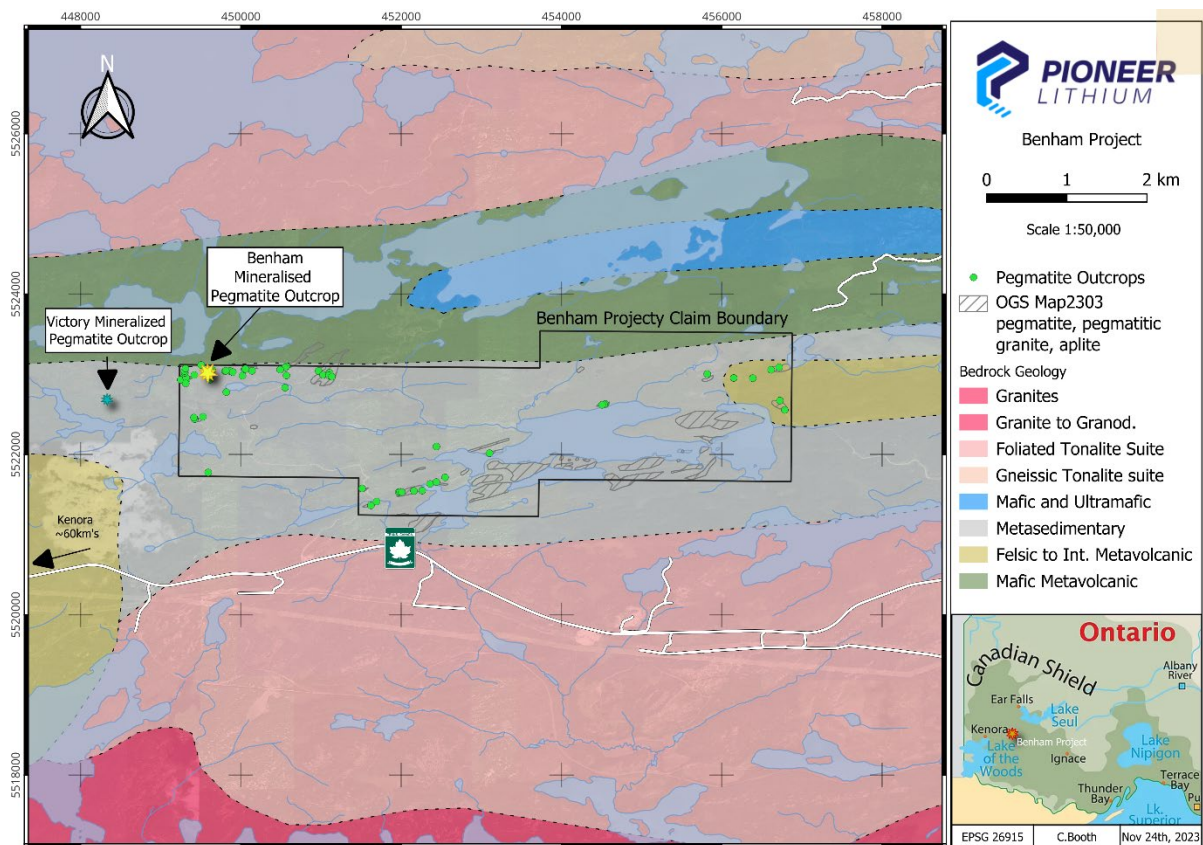 448000
450000
452000
454000
456000
458000
5526000
5524000
5522000
5520000
5518000
N
Benham
Mineralised
Pegmatite Outcrop
Victory Mineralized
Pegmatite Outcrop
Benham Projecty Claim Boundary
Kenora
~60km's
PIONEER
LITHIUM
Benham Project
0 1 2 km
Scale 1:50,000
Pegmatite Outcrops
OGS Map2303
pegmatite, pegmatitic
granite, aplite
Bedrock Geology
Granites
Granite to Granod.
Foliated Tonalite Suite
Gneissic Tonalite suite
Mafic and Ultramafic
Metasedimentary
Felsic to Int. Metavolcanic
Mafic Metavolcanic
Ontario
Canadian Shield
Albany
River
Ear Falls
Lake
Seul
Kenora
Benham Project
Lake
of the
Woods
Ignace
Lake
Nipigon
Thunder
Bay
Terrace
Bay
Pu
Lk.
Superior
EPSG 26915 C.Booth Nov 24th, 2023